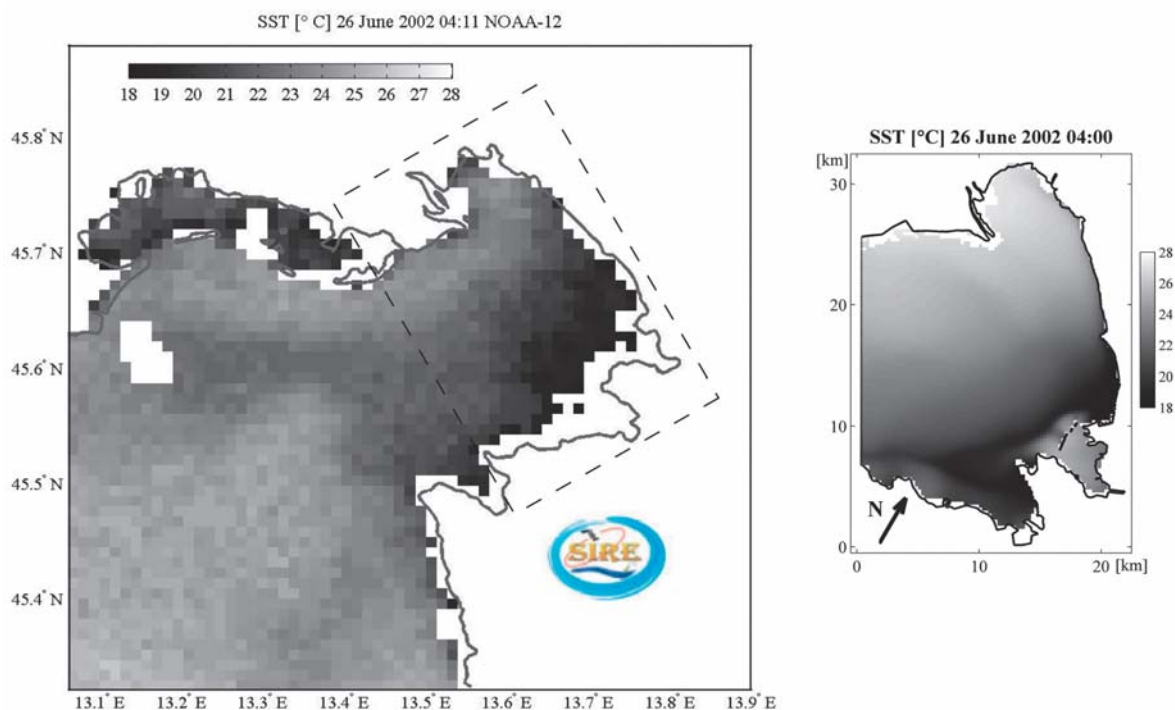 SST [° C] 26 June 2002 04:11 NOAA-12
18 19 20 21 22 23 24 25 26 27 28
45.8° N
45.7° N
45.6° N
45.5° N
45.4° N
13.1° E 13.2° E 13.3° E 13.4° E 13.5° E 13.6° E 13.7° E 13.8° E 13.9° E
SIRE
SST [°C] 26 June 2002 04:00
[km]
30
20
10
0
0 10 20 [km]
N
28
26
24
22
20
18